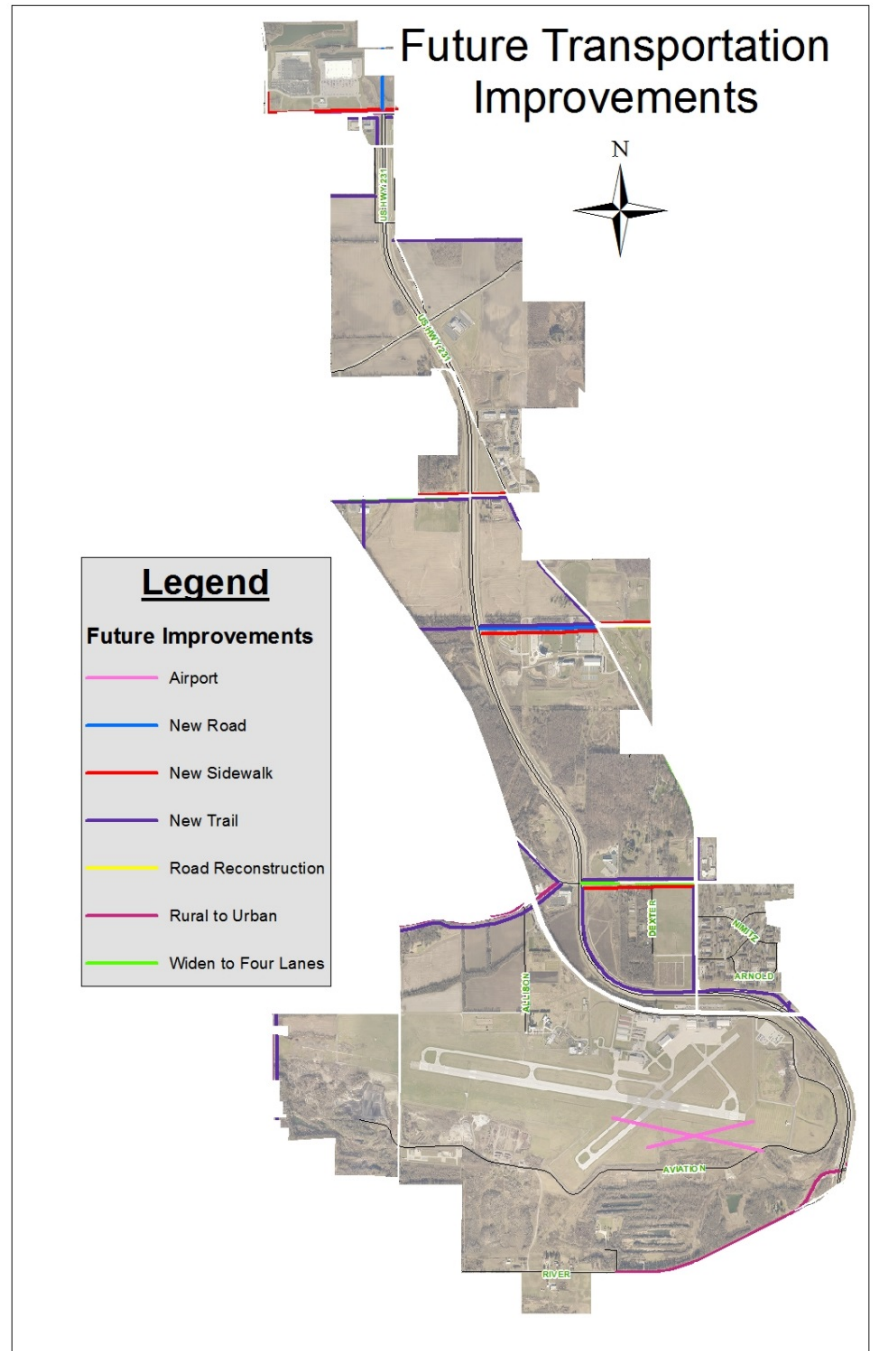 Future Transportation
Improvements
N
US HWY 231
US HWY 231
Legend
Future Improvements
Airport
New Road
New Sidewalk
New Trail
Road Reconstruction
Rural to Urban
Widen to Four Lanes
DEXTER
NIMITZ
ARNOLD
ALLISON
AVIATION
RIVER